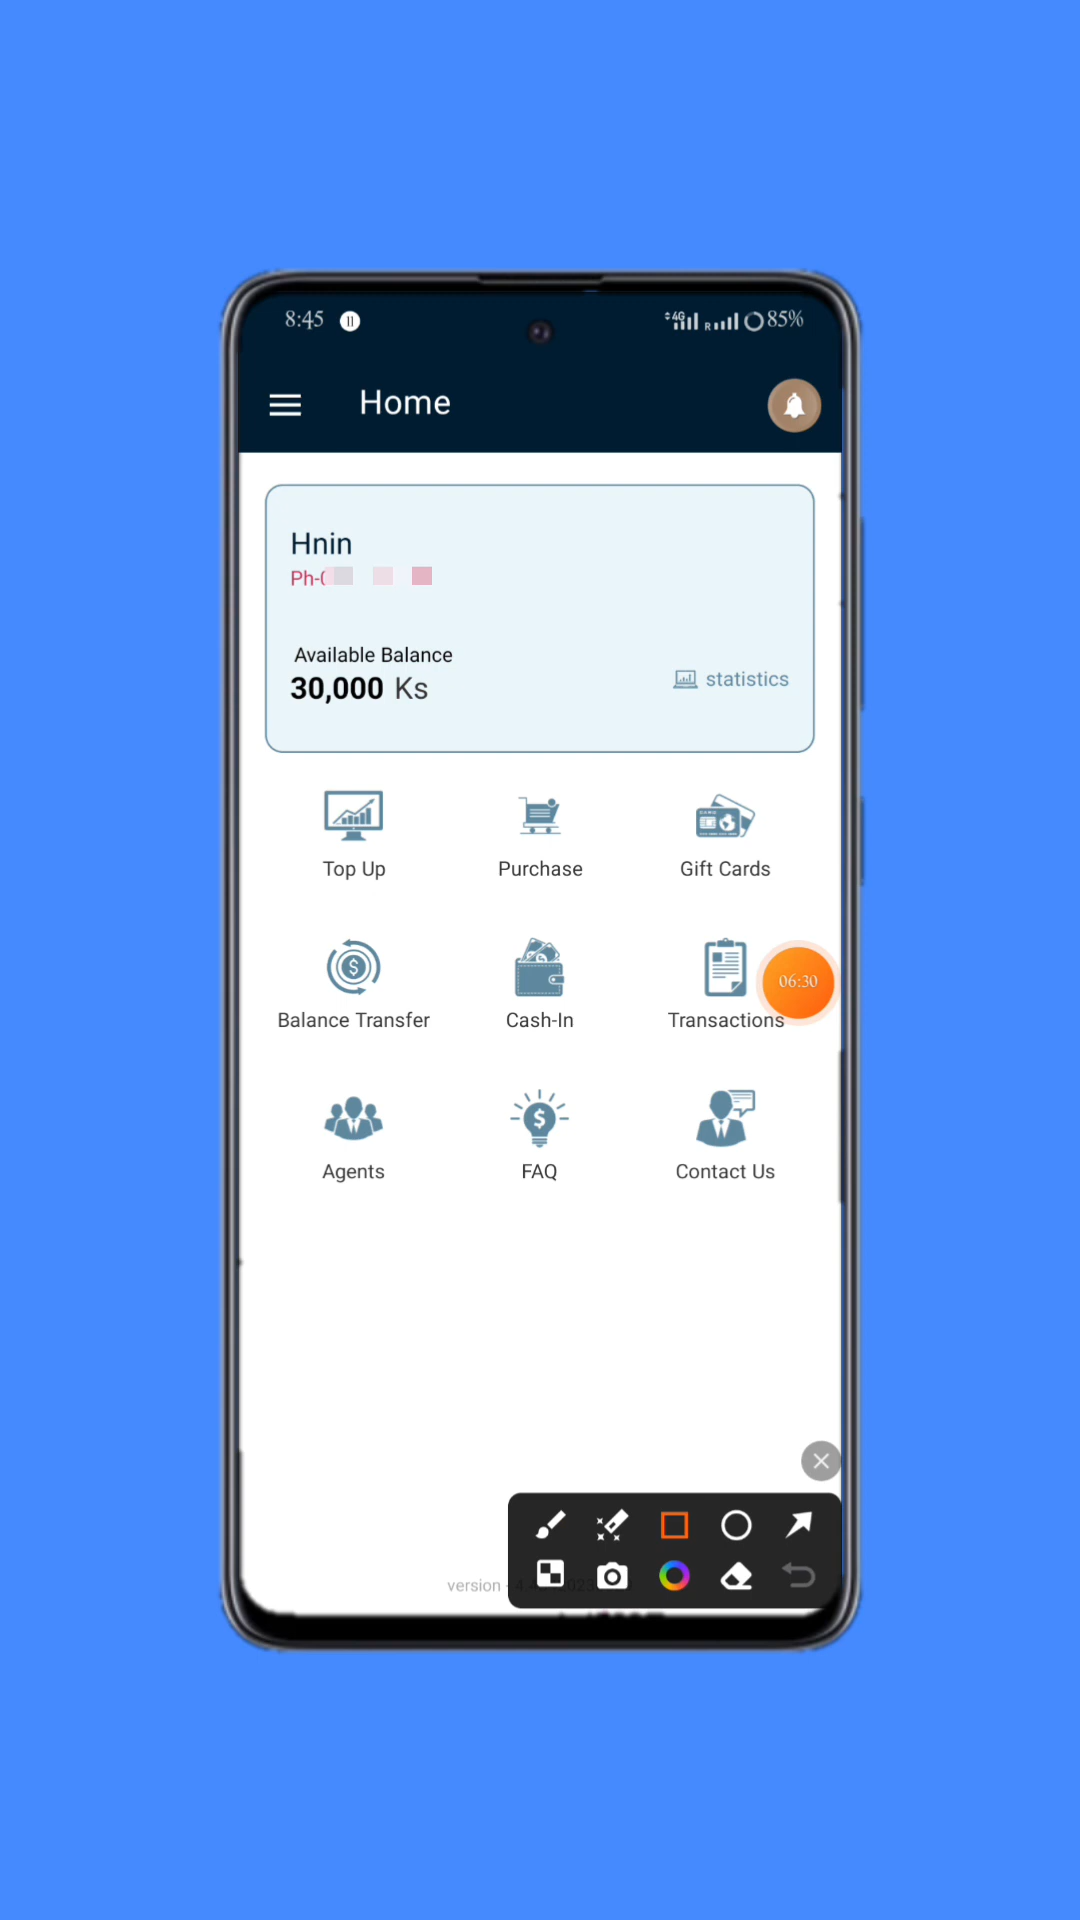 8:45
4G
R
85%
Home
Hnin
Ph-
Available Balance
30,000 Ks
statistics
Top Up
Purchase
Gift Cards
Balance Transfer
Cash-In
Transactions
06:30
Agents
FAQ
Contact Us
version -